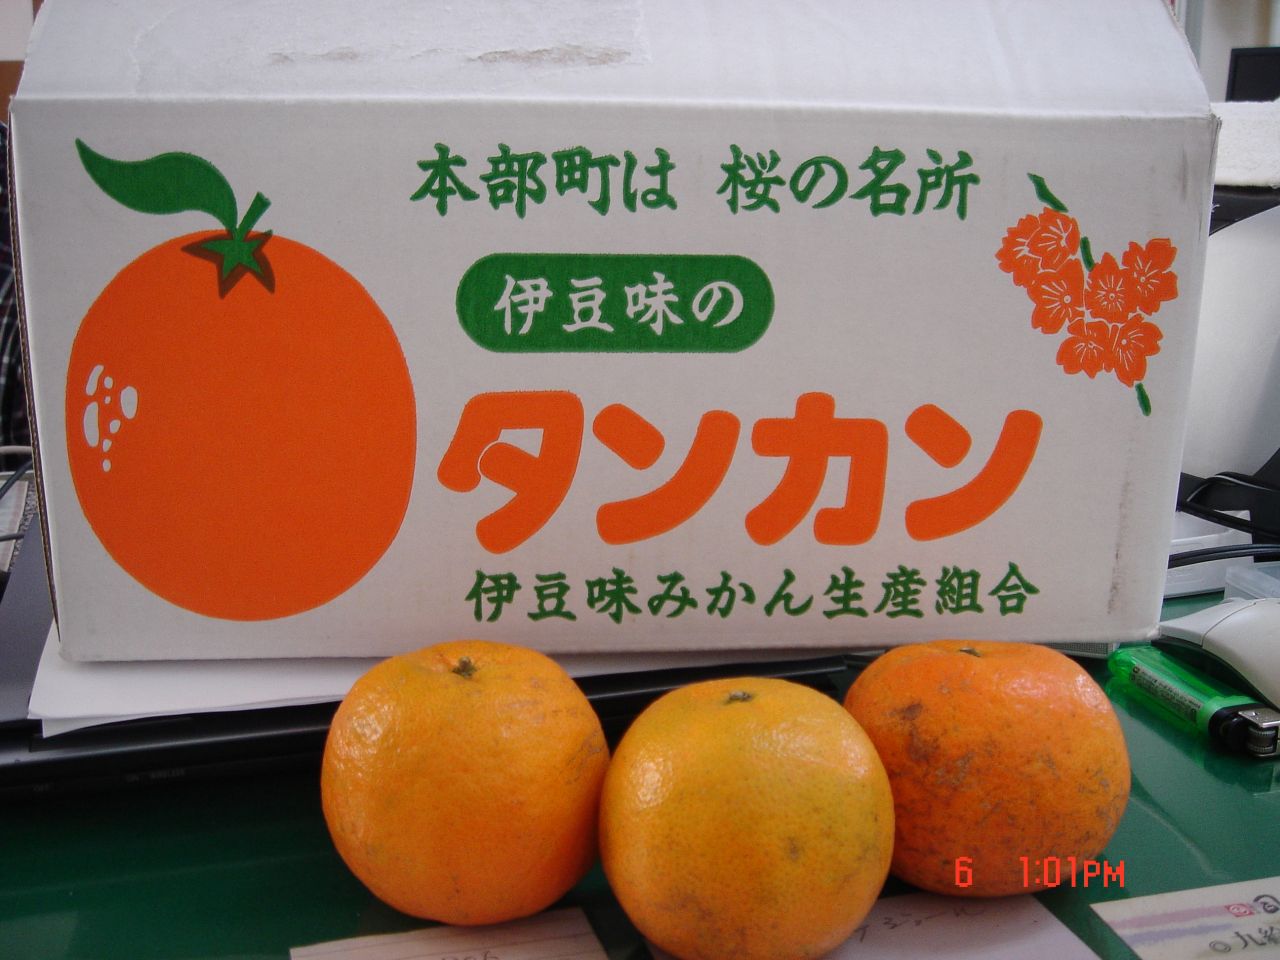 本部町は 桜の名所
伊豆味の
タンカン
伊豆味みかん生産組合
6 1:01PM